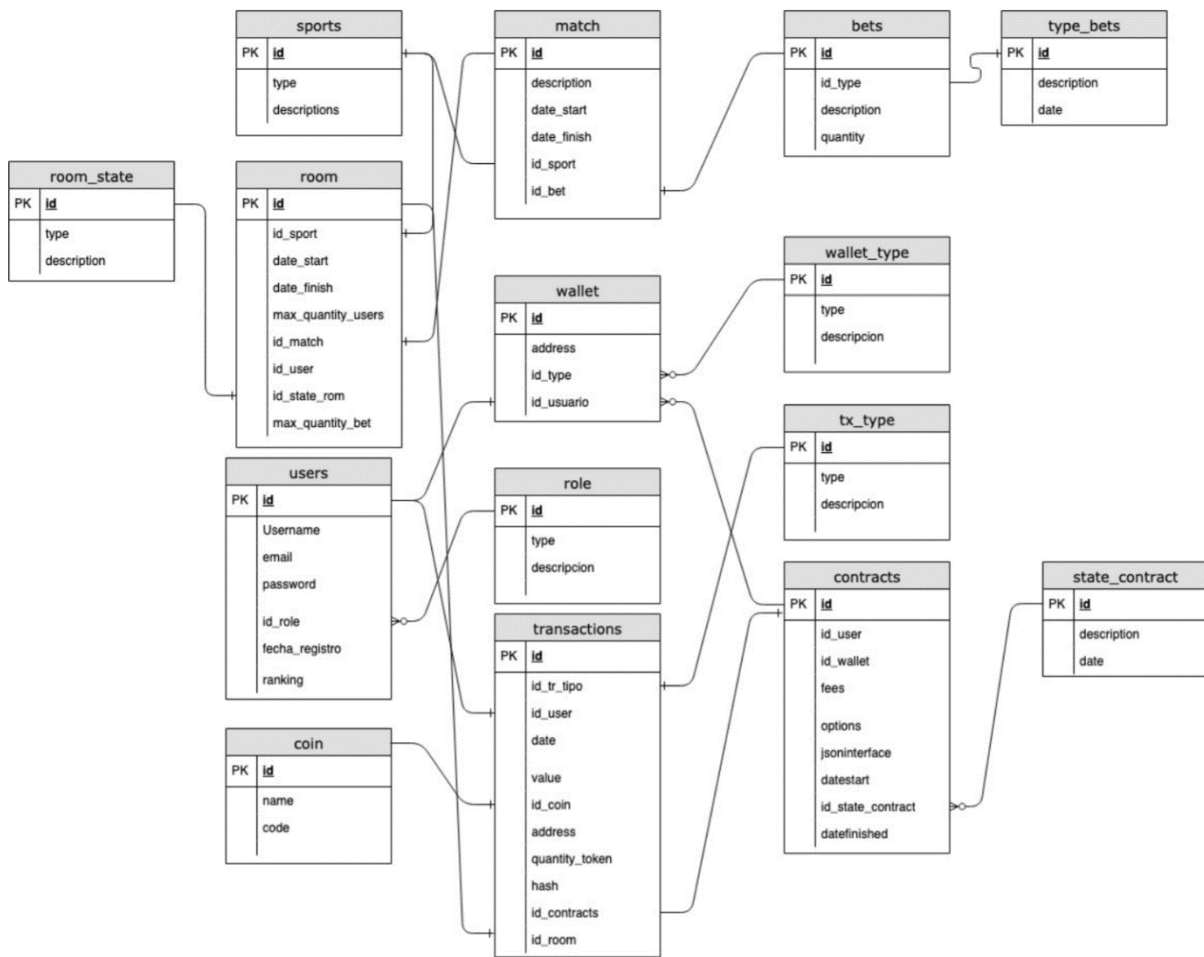 sports
PK id
type
descriptions
match
PK id
description
date_start
date_finish
id_sport
id_bet
bets
PK id
id_type
description
quantity
type_bets
PK id
description
date
room_state
PK id
type
description
room
PK id
id_sport
date_start
date_finish
max_quantity_users
id_match
id_user
id_state_rom
max_quantity_bet
wallet
PK id
address
id_type
id_usuario
wallet_type
PK id
type
descripcion
users
PK id
Username
email
password
id_role
fecha_registro
ranking
role
PK id
type
descripcion
tx_type
PK id
type
descripcion
coin
PK id
name
code
transactions
PK id
id_tr_tipo
id_user
date
value
id_coin
address
quantity_token
hash
id_contracts
id_room
contracts
PK id
id_user
id_wallet
fees
options
jsoninterface
datestart
id_state_contract
datefinished
state_contract
PK id
description
date